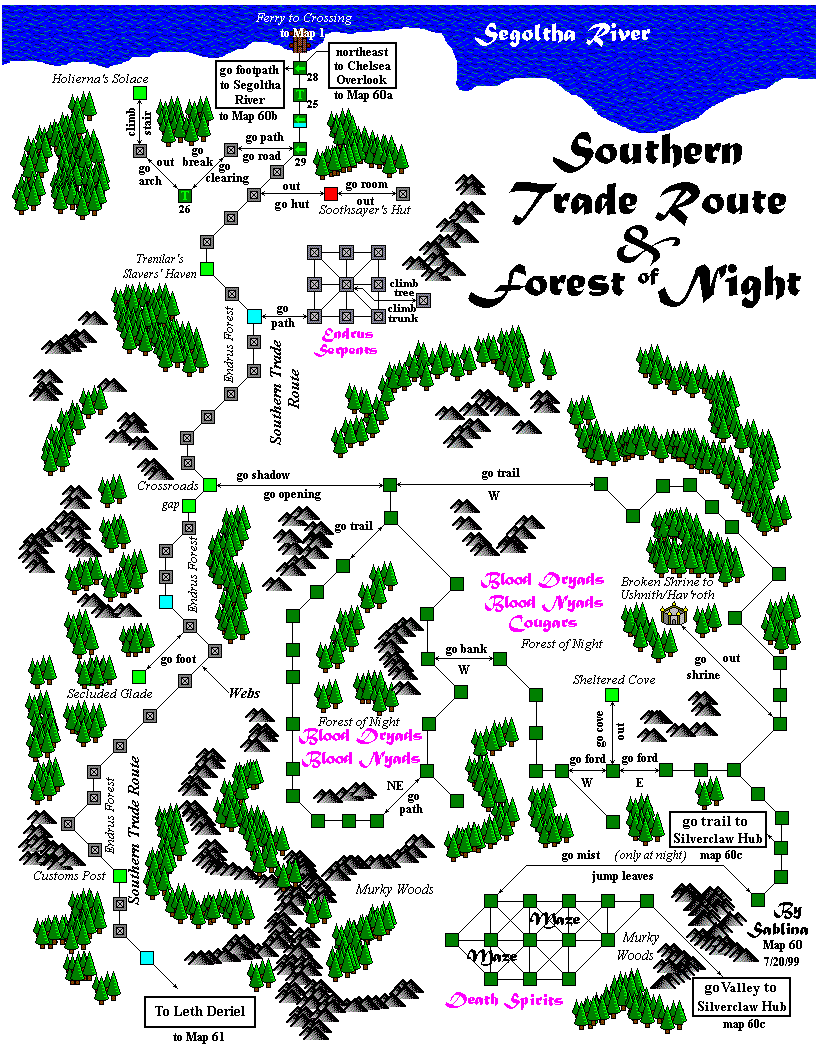 Ferry to Crossing
to Map 1
Segoltha River
northeast
to Chelsea
Overlook
to Map 60a
go footpath
to Segoltha
River
to Map 60b
28
25
29
Holierna's Solace
climb
stair
go
arch
out
go
break
go
clearing
26
go path
go road
out
go hut
go room
out
Soothsayer's Hut
Southern
Trade Route
&
Forest of Night
Trenilar's
Slavers' Haven
go
path
climb
tree
climb
trunk
Endrus
Serpents
Endrus Forest
Southern Trade
Route
Crossroads
gap
go shadow
go opening
go trail
W
go trail
Endrus Forest
Blood Dryads
Blood Nyads
Cougars
Forest of Night
Broken Shrine to
Ushnith/Hav'roth
go
shrine
out
go bank
W
go foot
Secluded Glade
Webs
Sheltered Cove
go cove
out
go ford
W
go ford
E
Forest of Night
Blood Dryads
Blood Nyads
NE
go
path
Endrus Forest
Southern Trade Route
Customs Post
go trail to
Silverclaw Hub
map 60c
go mist (only at night)
jump leaves
Murky Woods
Maze
Maze
Murky
Woods
Death Spirits
By
Sablina
Map 60
7/20/99
go Valley to
Silverclaw Hub
map 60c
To Leth Deriel
to Map 61